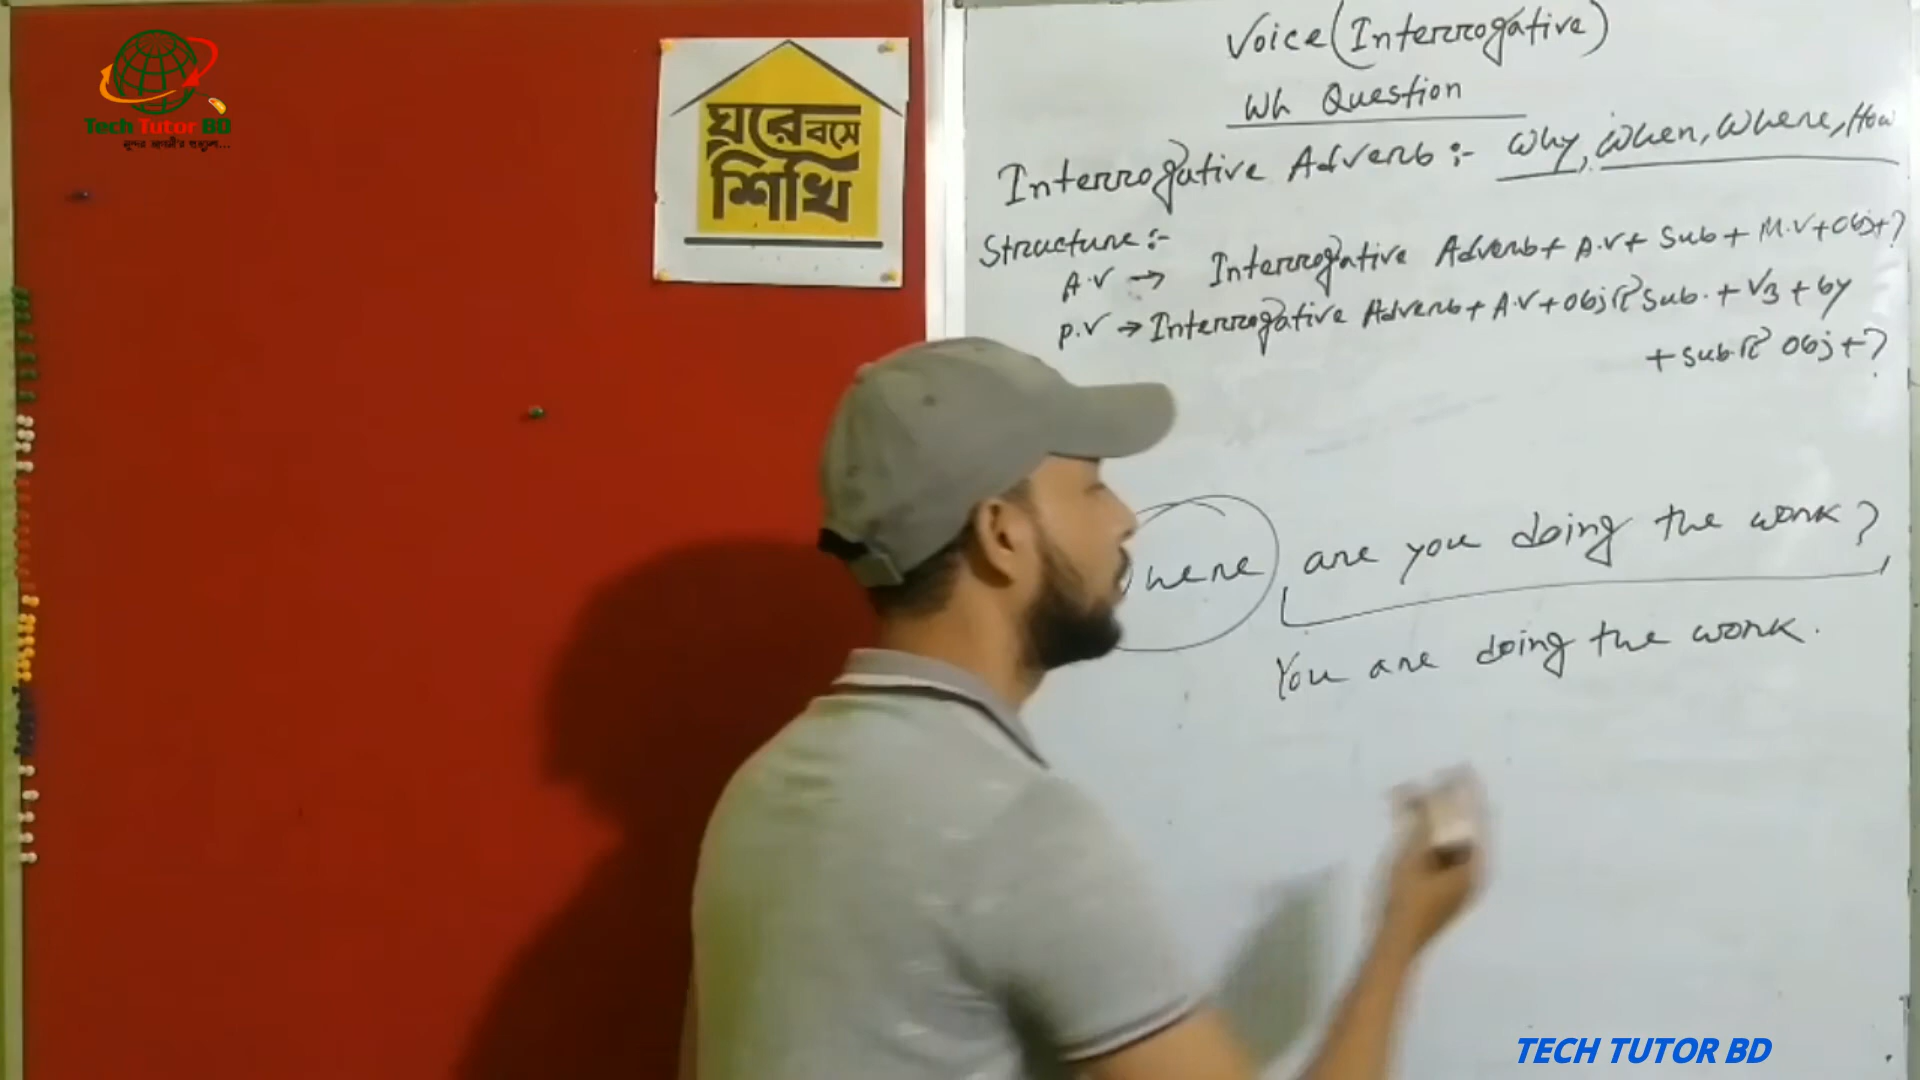 Tech Tutor BD
ঘরে বসে
শিখি
Voice (Interrogative)
Wh Question
Interrogative Adverb :- Why, When, Where, How
Structure :-
A.V → Interrogative Adverb + A.V + Sub + M.V + Obj + ?
P.V → Interrogative Adverb + A.V + Obj র Sub. + V3 + by
+ Sub. র Obj + ?
here are you doing the work?
You are doing the work.
TECH TUTOR BD